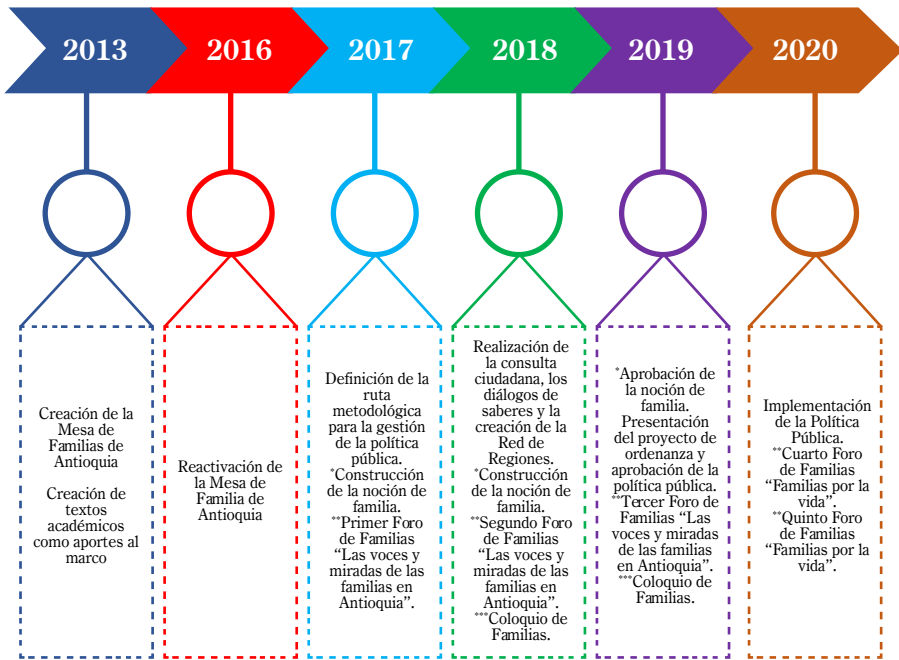 2013
2016
2017
2018
2019
2020
Creación de la
Mesa de
Familias de
Antioquia
Creación de
textos
académicos
como aportes al
marco
Reactivación de
la Mesa de
Familia de
Antioquia
Definición de la
ruta
metodológica
para la gestión
de la política
pública.
*Construcción
de la noción de
familia.
**Primer Foro
de Familias
“Las voces y
miradas de las
familias en
Antioquia”.
Realización de
la consulta
ciudadana, los
diálogos de
saberes y la
creación de la
Red de
Regiones.
*Construcción
de la noción de
familia.
**Segundo Foro
de Familias
“Las voces y
miradas de las
familias en
Antioquia”.
***Coloquio de
Familias.
*Aprobación de
la noción de
familia.
Presentación
del proyecto de
ordenanza y
aprobación de la
política pública.
**Tercer Foro de
Familias “Las
voces y miradas
de las familias
en Antioquia”.
***Coloquio de
Familias.
Implementación
de la Política
Pública.
**Cuarto Foro
de Familias
“Familias por la
vida”.
**Quinto Foro
de Familias
“Familias por la
vida”.